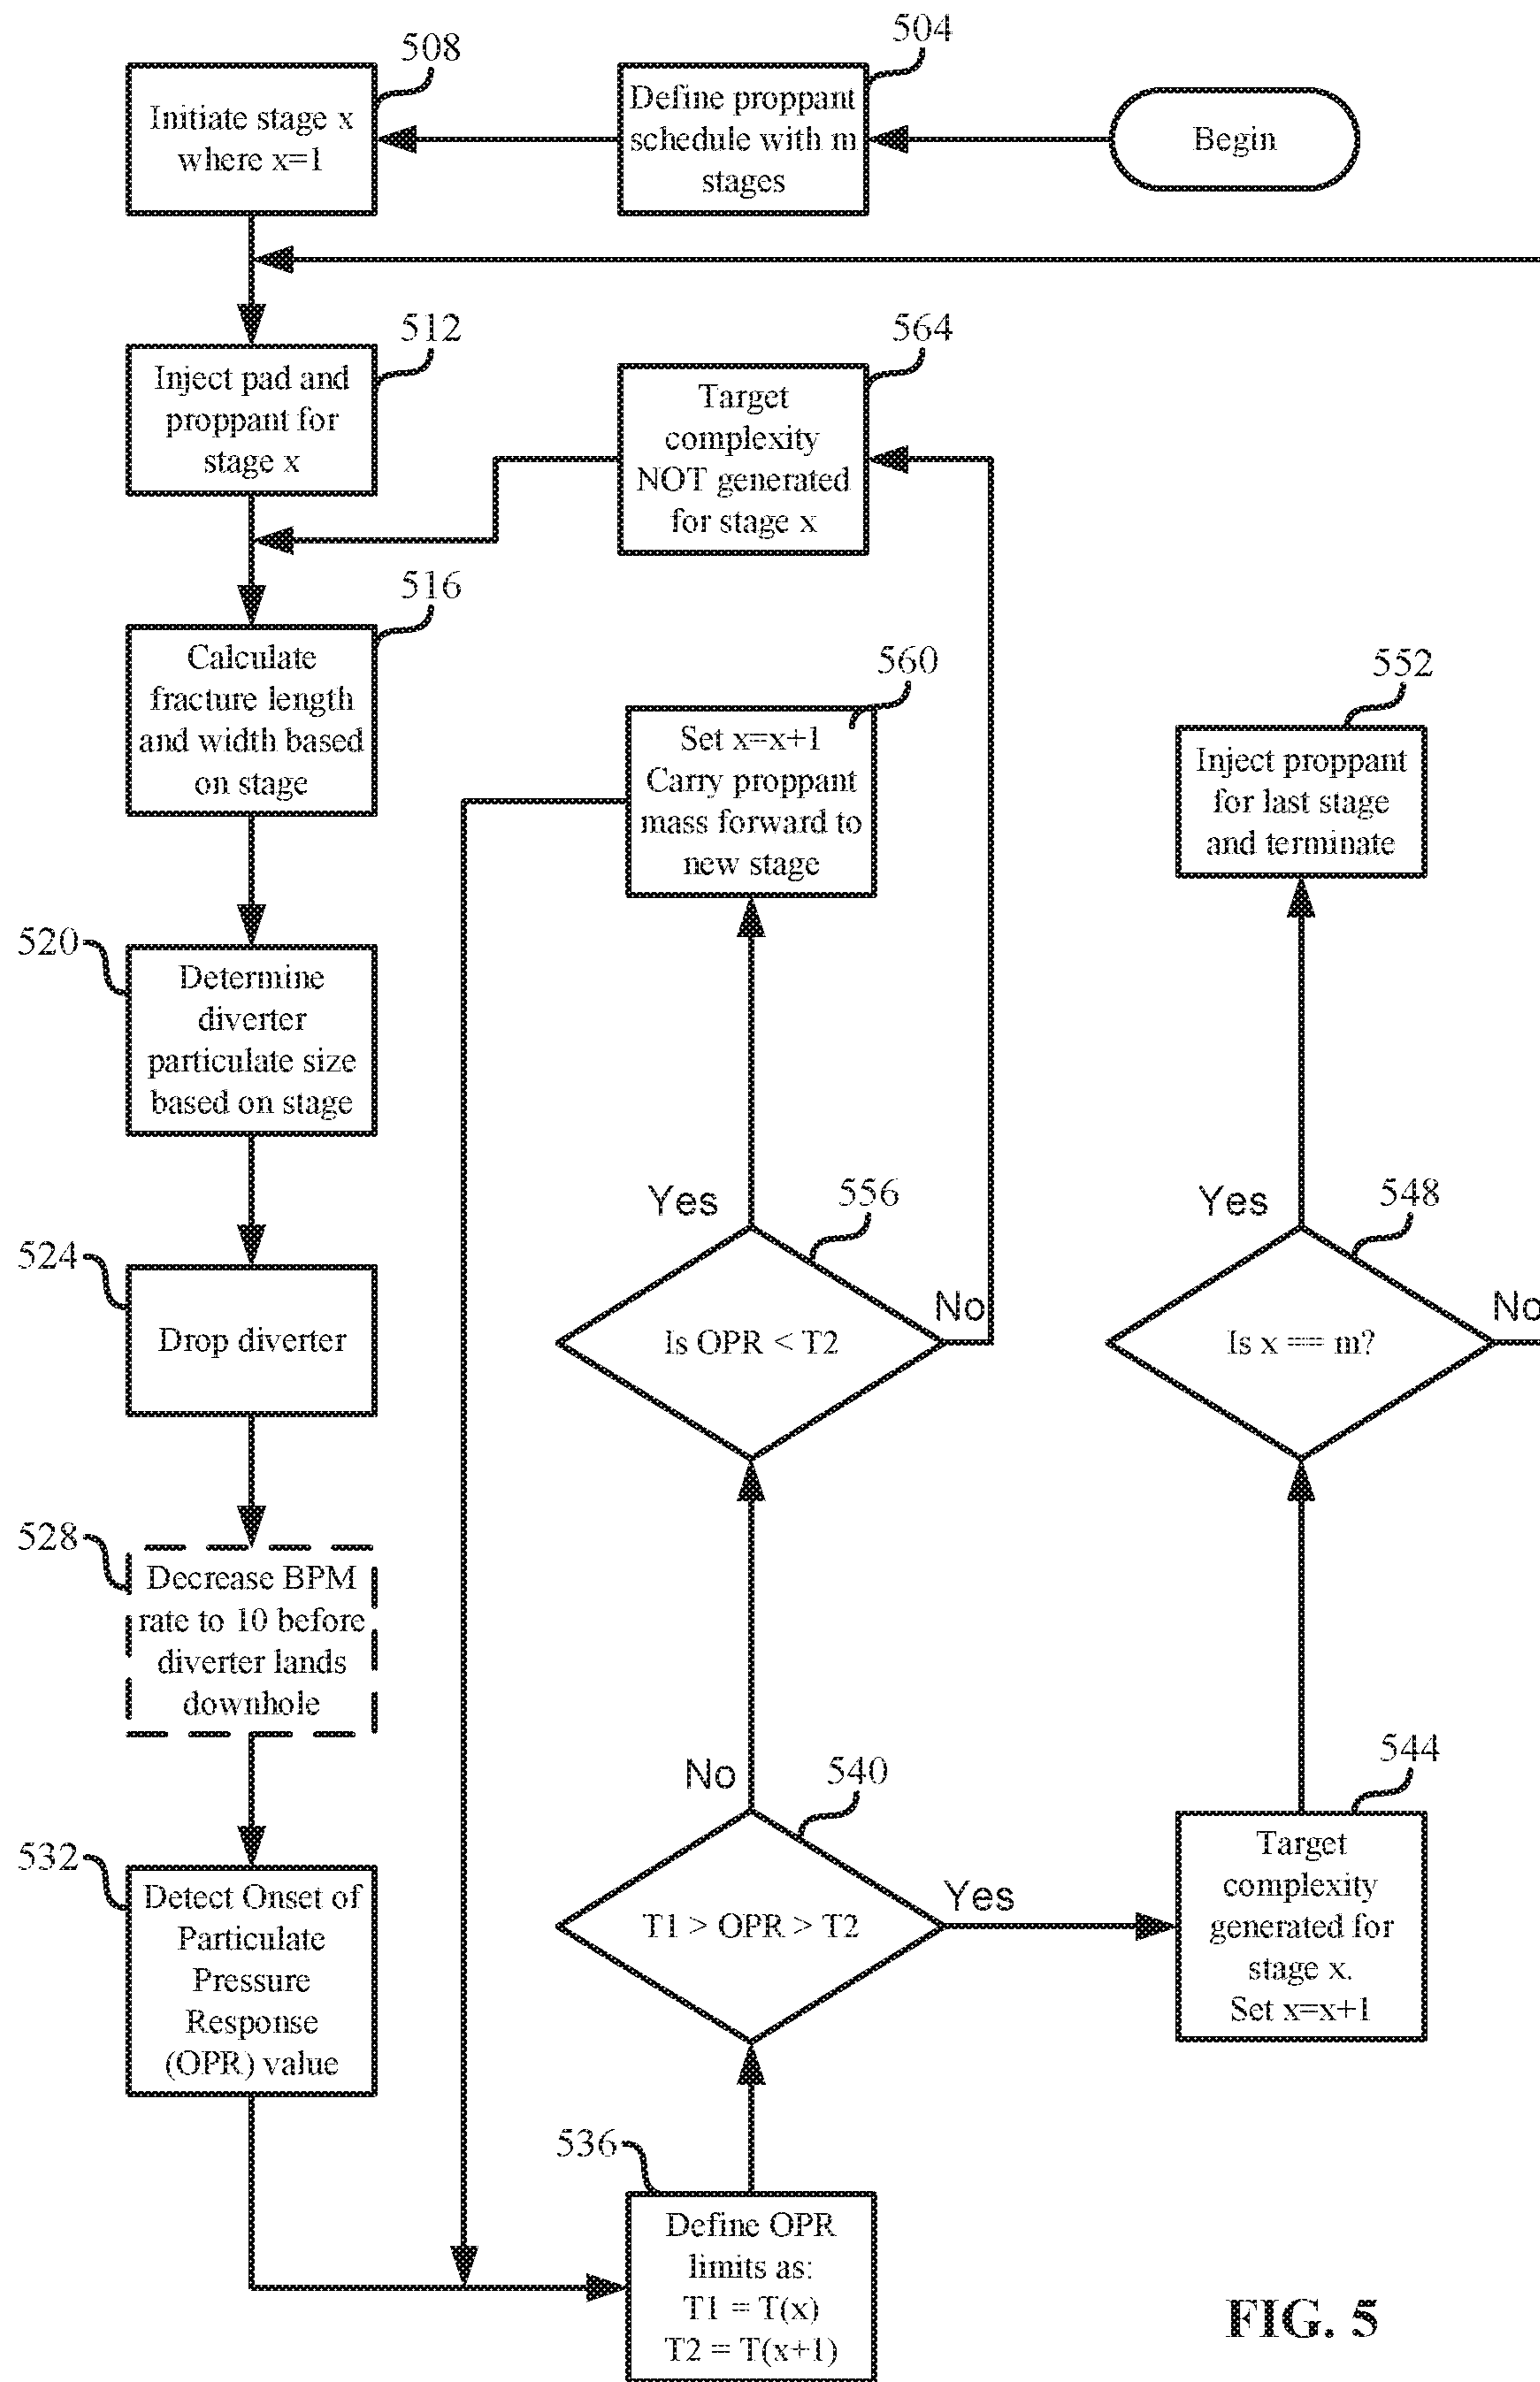 508
504
Initiate stage x
where x=1
Define proppant
schedule with m
stages
Begin
512
564
Inject pad and
proppant for
stage x
Target
complexity
NOT generated
for stage x
516
Calculate
fracture length
and width based
on stage
560
Set x=x+1
Carry proppant
mass forward to
new stage
552
Inject proppant
for last stage
and terminate
520
Determine
diverter
particulate size
based on stage
Yes
556
Yes
548
524
Drop diverter
Is OPR < T2
No
Is x == m?
No
528
Decrease BPM
rate to 10 before
diverter lands
downhole
No
540
544
532
Detect Onset of
Particulate
Pressure
Response
(OPR) value
T1 > OPR > T2
Yes
Target
complexity
generated for
stage x.
Set x=x+1
536
Define OPR
limits as:
T1 = T(x)
T2 = T(x+1)
FIG. 5